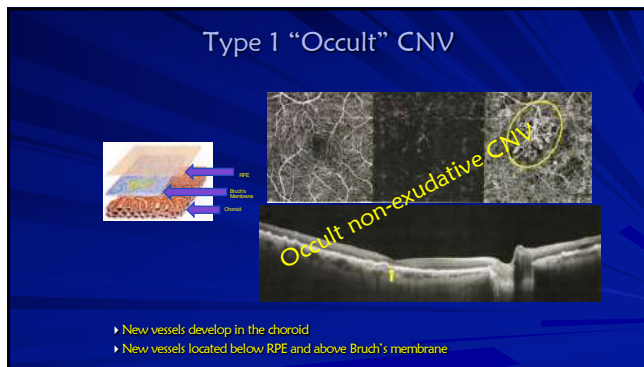 Type 1 “Occult” CNV
RPE
Bruch's
Membrane
Choroid
Occult non-exudative CNV
New vessels develop in the choroid
New vessels located below RPE and above Bruch's membrane